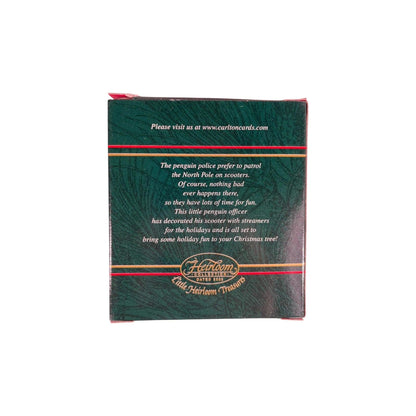 Please visit us at www.carltoncards.com
The penguin police prefer to patrol
the North Pole on scooters.
Of course, nothing bad
ever happens there,
so they have lots of time for fun.
This little penguin officer
has decorated his scooter with streamers
for the holidays and is all set to
bring some holiday fun to your Christmas tree!
Heirloom
COLLECTION
Little Heirloom Treasures